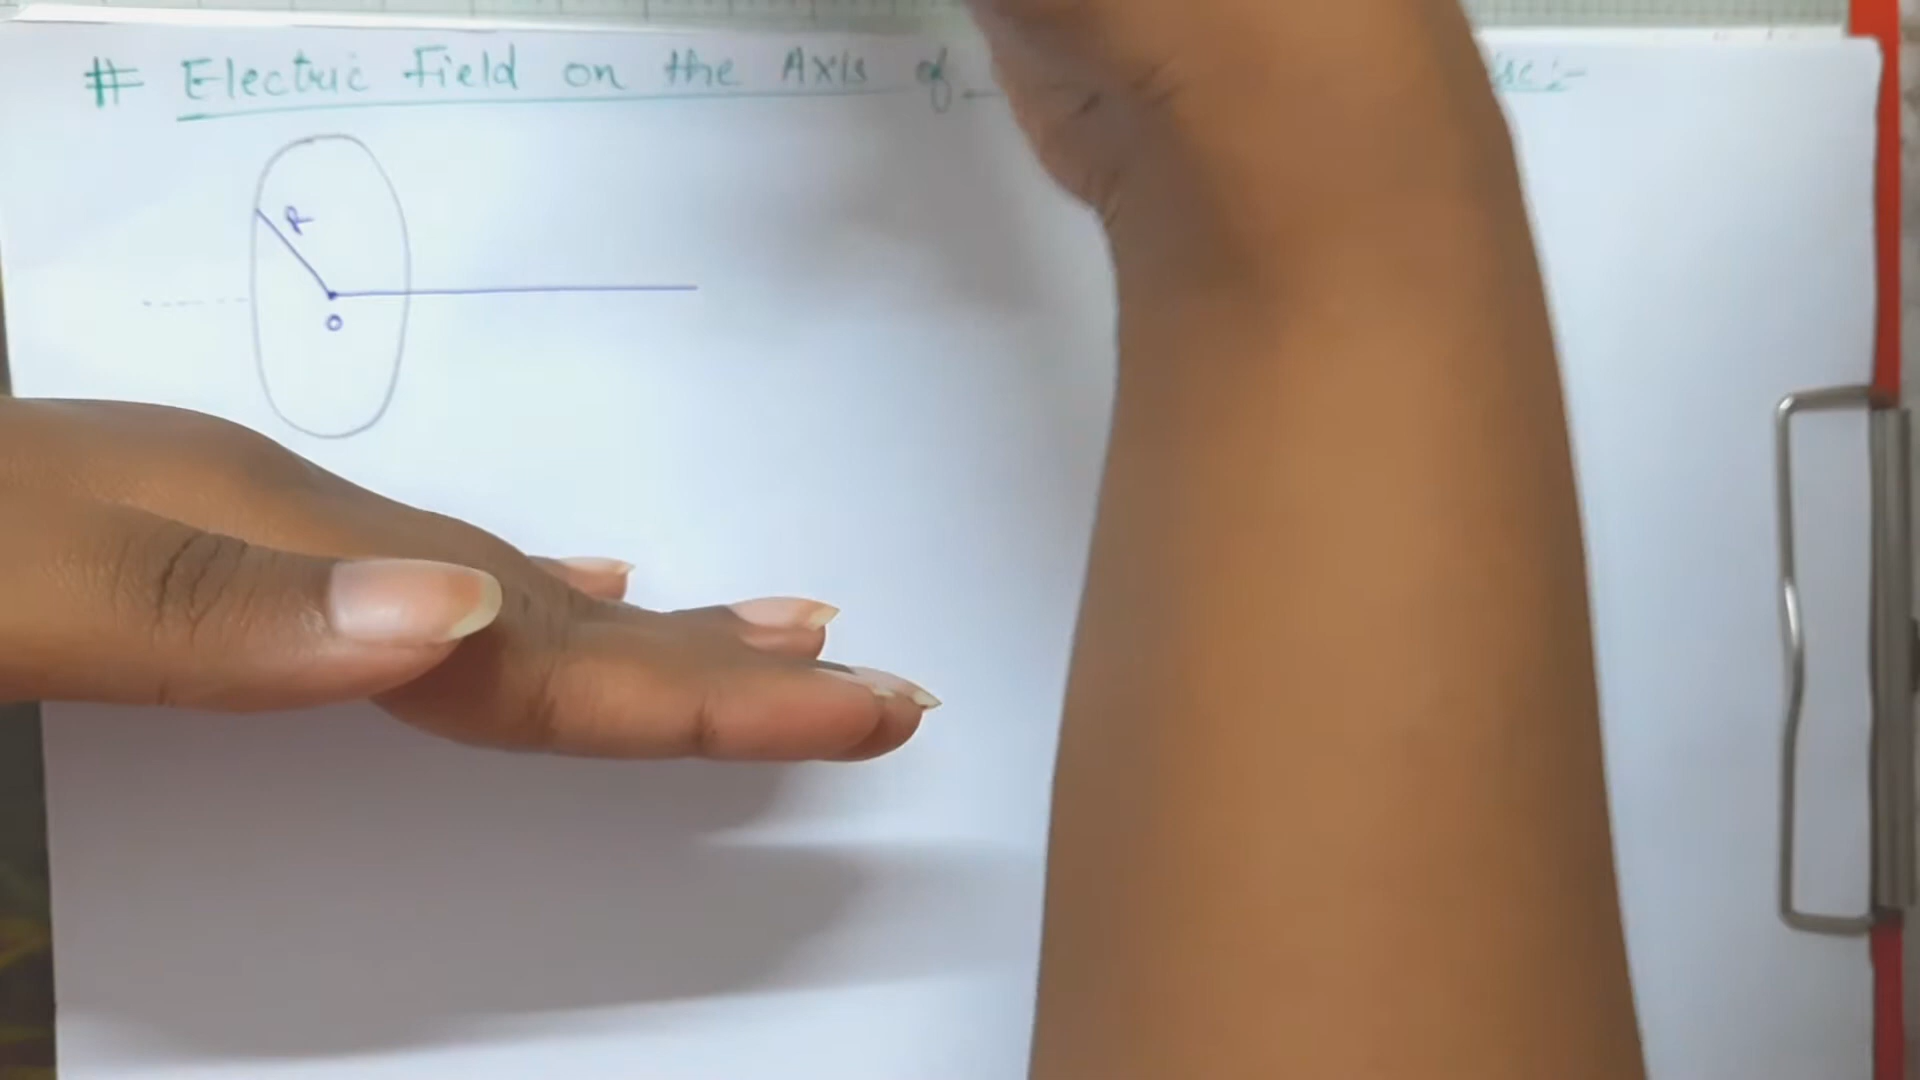 # Electric Field on the Axis of
R
O